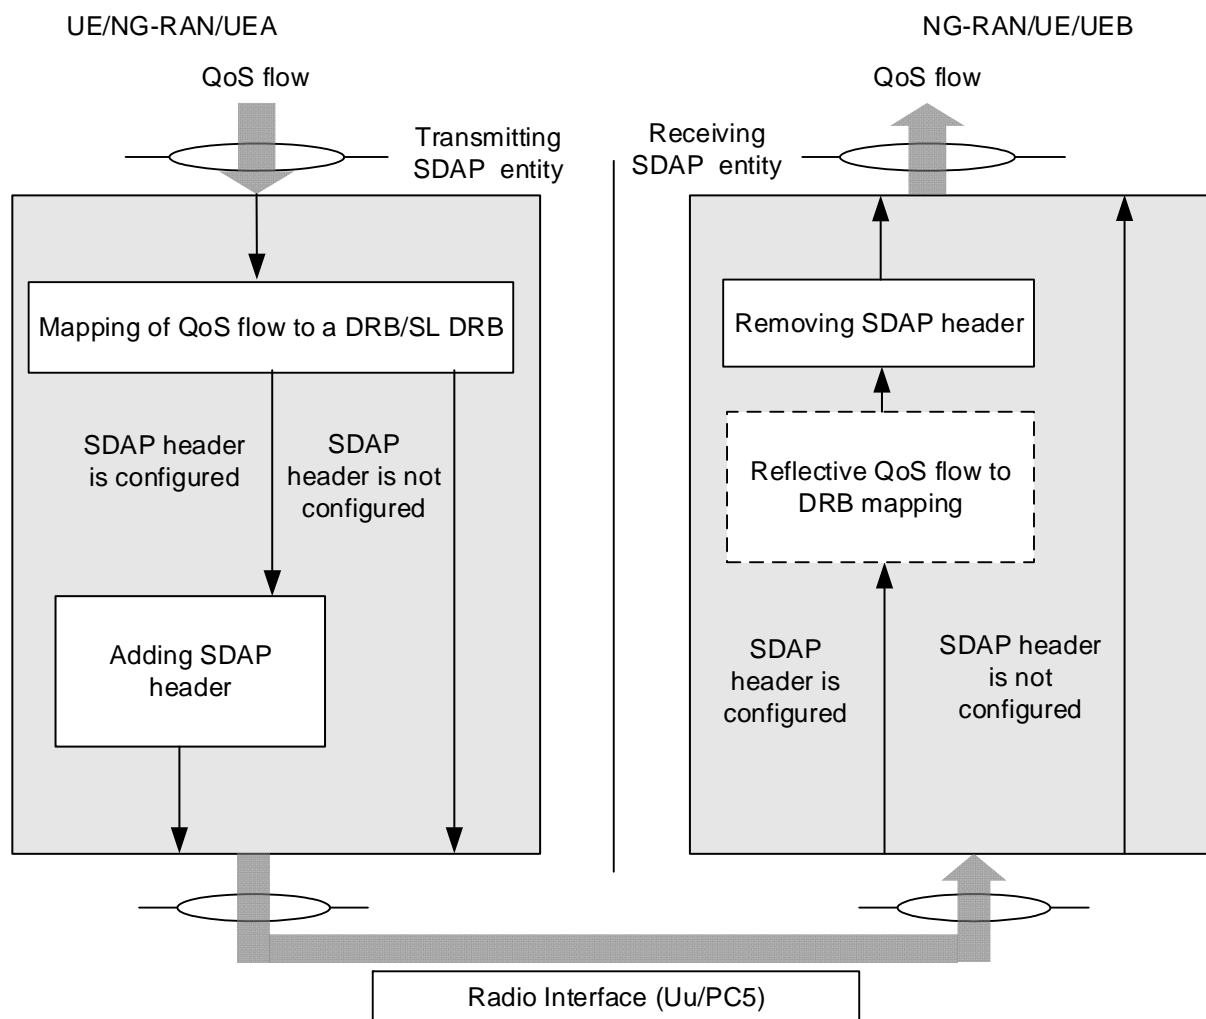 UE/NG-RAN/UEA
NG-RAN/UE/UEB
QoS flow
QoS flow
Transmitting
SDAP entity
Receiving
SDAP entity
Mapping of QoS flow to a DRB/SL DRB
SDAP header
is configured
SDAP
header is not
configured
Adding SDAP
header
Removing SDAP header
Reflective QoS flow to
DRB mapping
SDAP
header is
configured
SDAP header
is not
configured
Radio Interface (Uu/PC5)